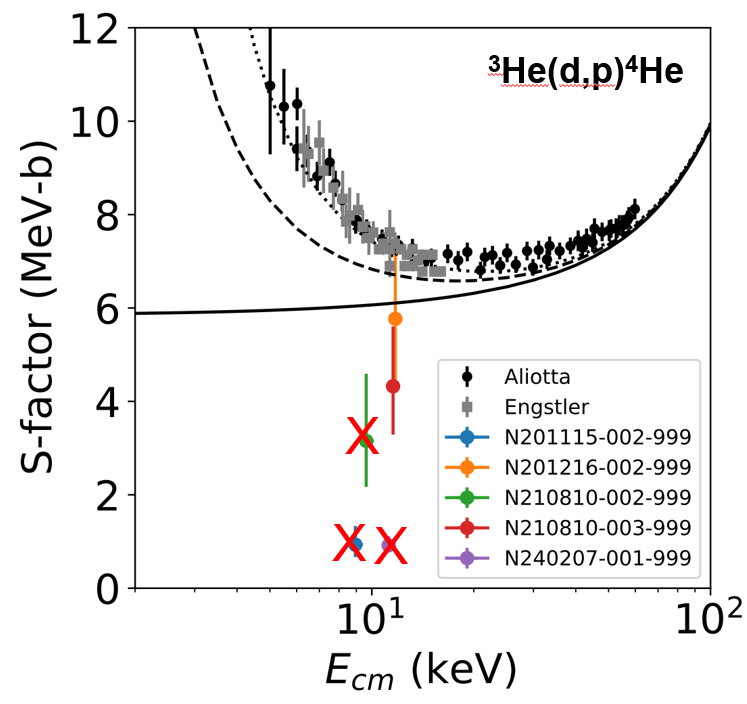 ³He(d,p)⁴He
S-factor (MeV-b)
12
10
8
6
4
2
0
Aliotta
Engstler
N201115-002-999
N201216-002-999
N210810-002-999
N210810-003-999
N240207-001-999
X
X X
10¹ 10²
E_cm (keV)